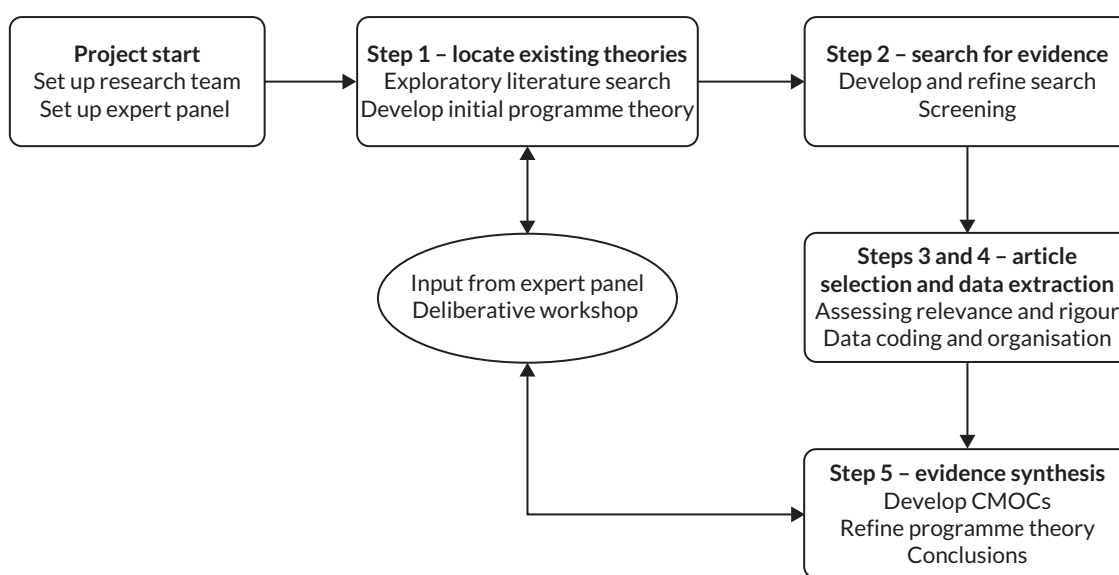 Project start
Set up research team
Set up expert panel
Step 1 – locate existing theories
Exploratory literature search
Develop initial programme theory
Step 2 – search for evidence
Develop and refine search
Screening
Input from expert panel
Deliberative workshop
Steps 3 and 4 – article
selection and data extraction
Assessing relevance and rigour
Data coding and organisation
Step 5 – evidence synthesis
Develop CMOCs
Refine programme theory
Conclusions